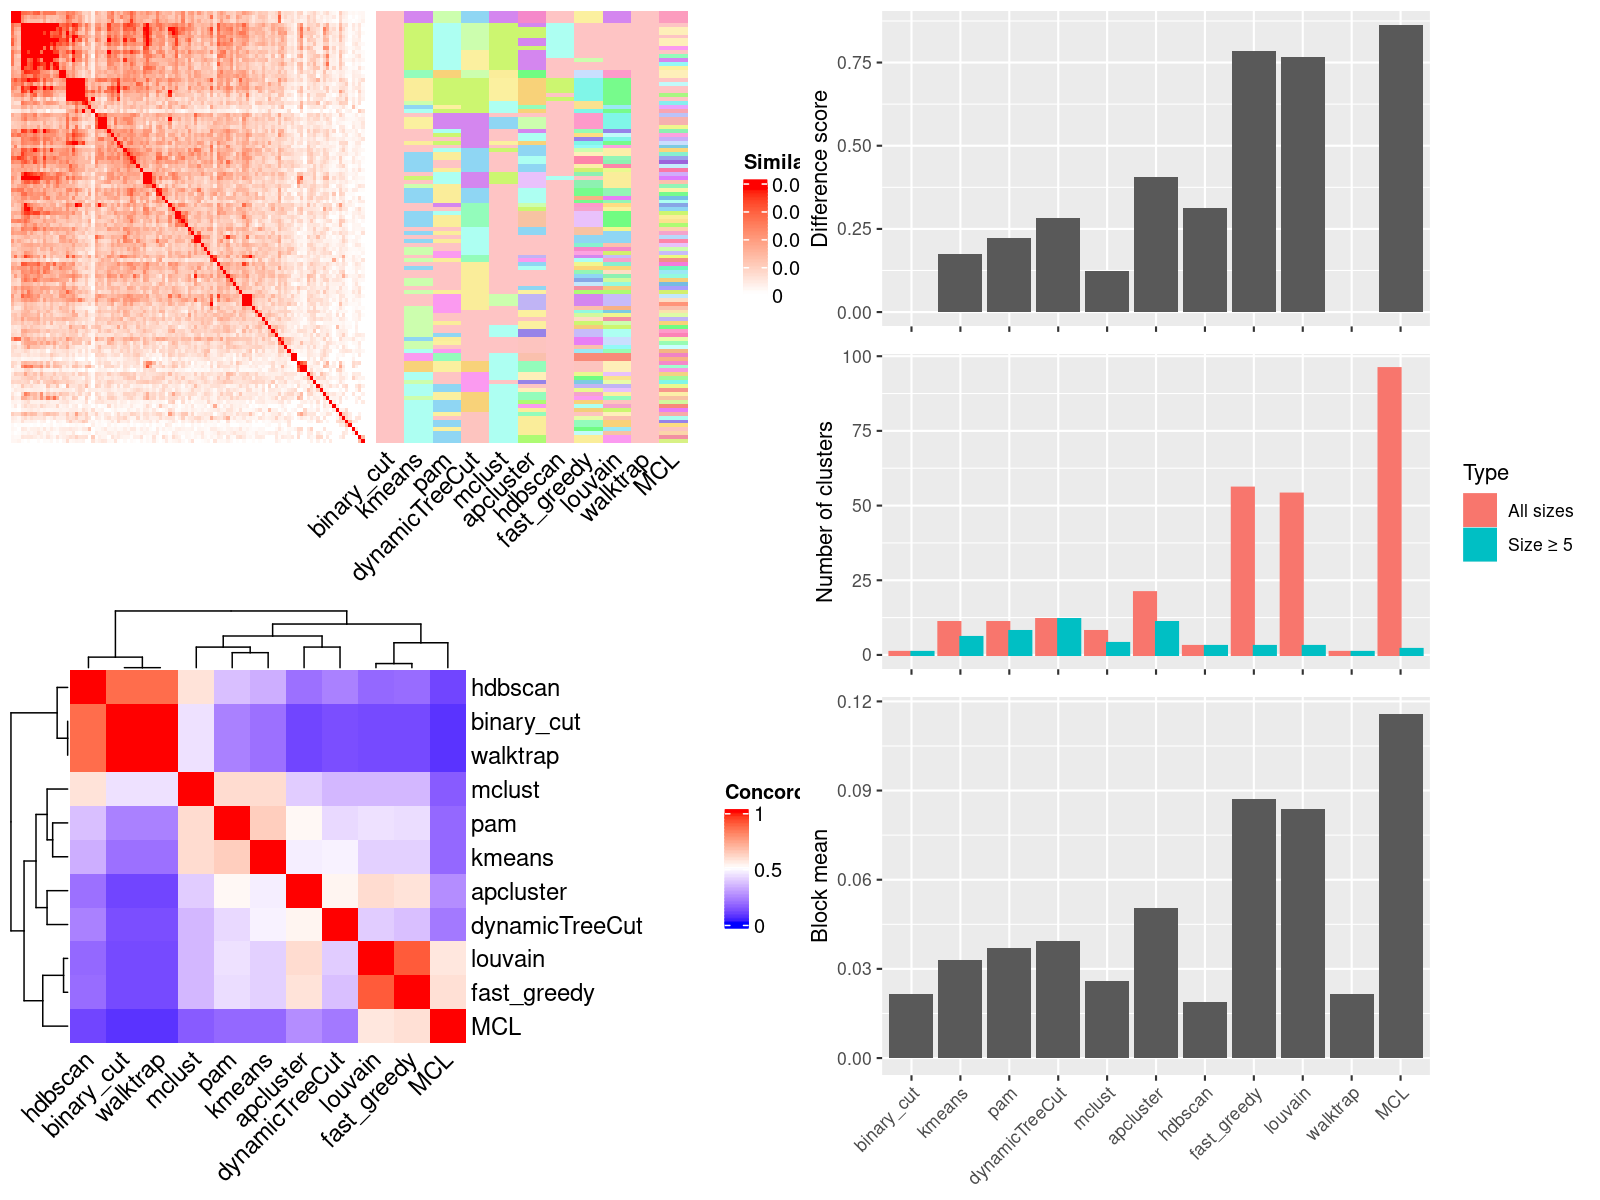 Simila
0.0
0.0
0.0
0.0
0
binary_cut
kmeans
pam
dynamicTreeCut
mclust
apcluster
hdbscan
fast_greedy
louvain
walktrap
MCL
hdbscan
binary_cut
walktrap
mclust
pam
kmeans
apcluster
dynamicTreeCut
louvain
fast_greedy
MCL
hdbscan
binary_cut
walktrap
mclust
pam
kmeans
apcluster
dynamicTreeCut
louvain
fast_greedy
MCL
Concord
1
0.5
0
Difference score
0.75
0.50
0.25
0.00
Number of clusters
100
75
50
25
0
Type
All sizes
Size ≥ 5
Block mean
0.12
0.09
0.06
0.03
0.00
binary_cut
kmeans
pam
dynamicTreeCut
mclust
apcluster
hdbscan
fast_greedy
louvain
walktrap
MCL